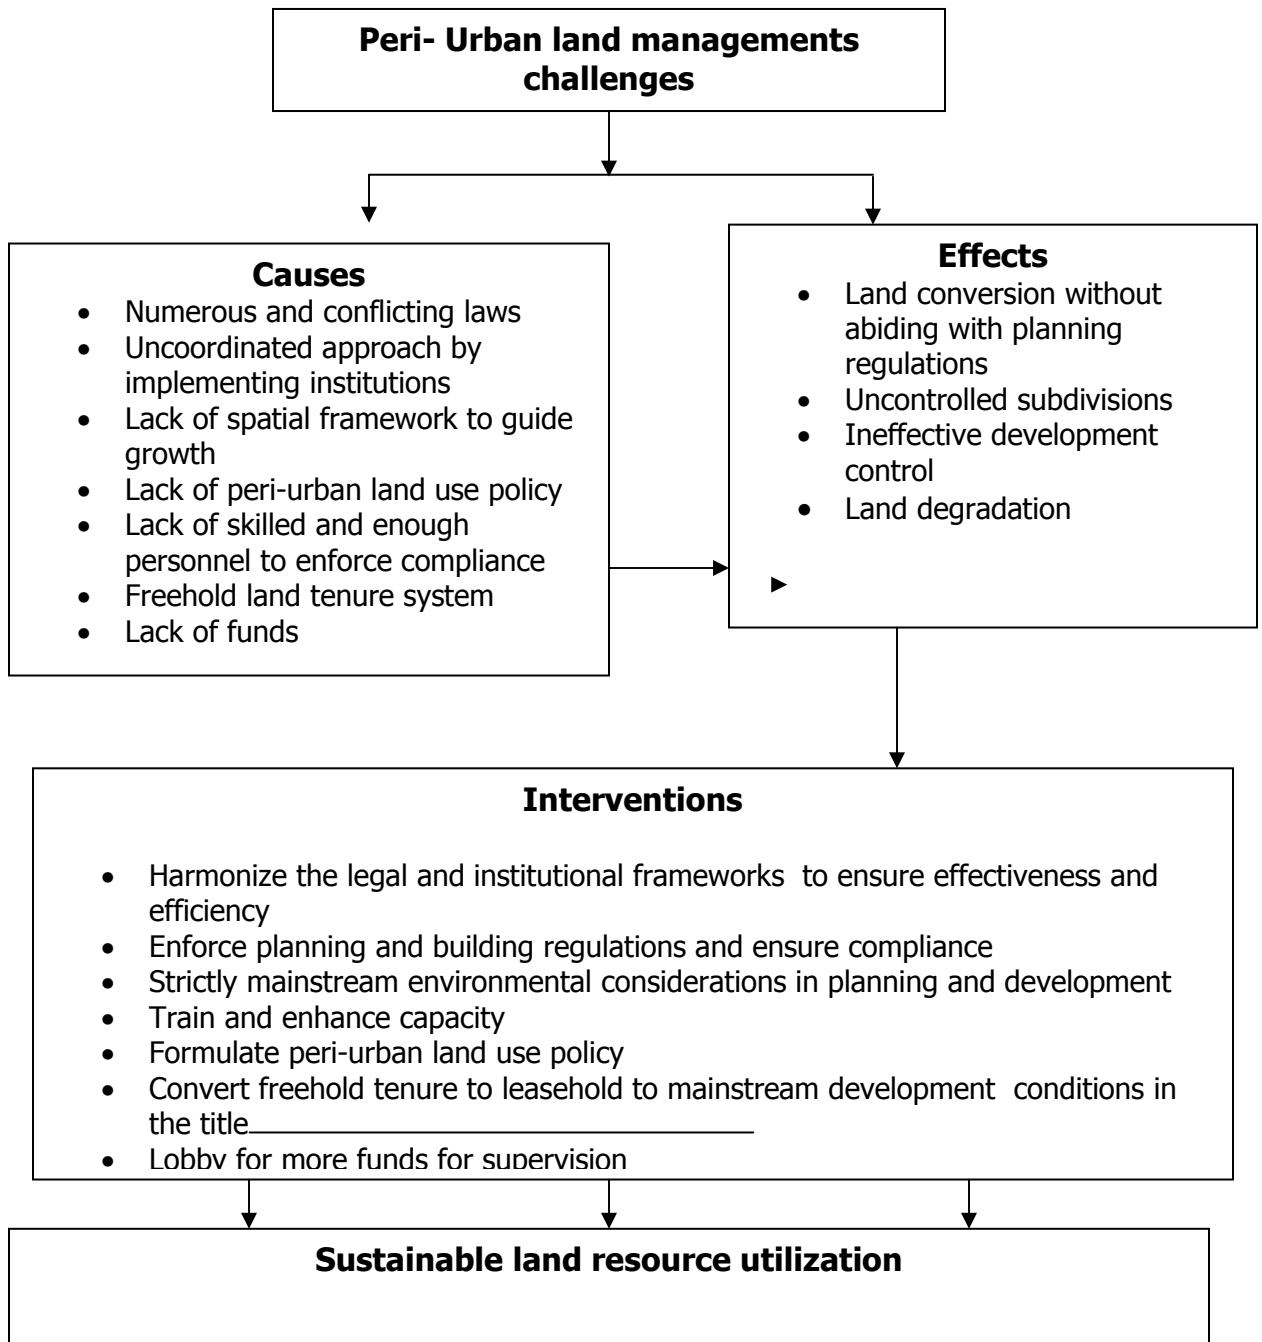 Peri- Urban land managements
challenges
Causes
• Numerous and conflicting laws
• Uncoordinated approach by
implementing institutions
• Lack of spatial framework to guide
growth
• Lack of peri-urban land use policy
• Lack of skilled and enough
personnel to enforce compliance
• Freehold land tenure system
• Lack of funds
Effects
• Land conversion without
abiding with planning
regulations
• Uncontrolled subdivisions
• Ineffective development
control
• Land degradation
Interventions
• Harmonize the legal and institutional frameworks to ensure effectiveness and
efficiency
• Enforce planning and building regulations and ensure compliance
• Strictly mainstream environmental considerations in planning and development
• Train and enhance capacity
• Formulate peri-urban land use policy
• Convert freehold tenure to leasehold to mainstream development conditions in
the title
• Lobby for more funds for supervision
Sustainable land resource utilization